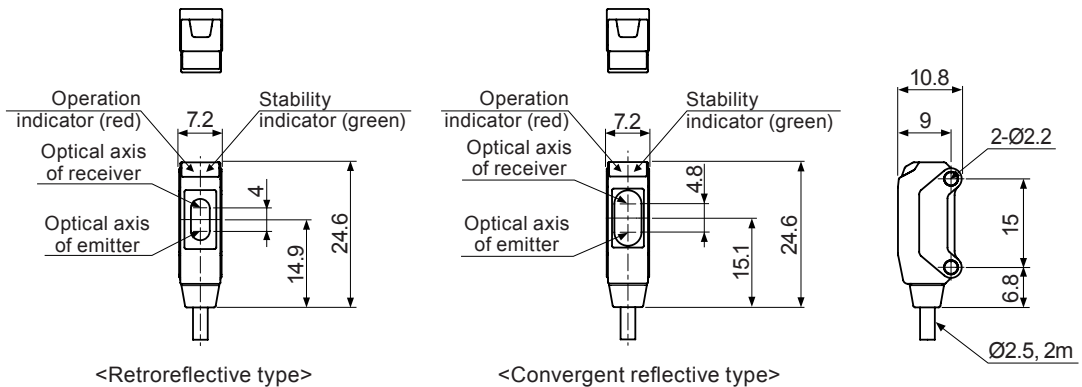 Operation
indicator (red)
7.2
Stability
indicator (green)
Optical axis
of receiver
Optical axis
of emitter
4
14.9
24.6
<Retroreflective type>
Operation
indicator (red)
7.2
Stability
indicator (green)
Optical axis
of receiver
Optical axis
of emitter
4.8
15.1
24.6
<Convergent reflective type>
10.8
9
2-Ø2.2
15
6.8
Ø2.5, 2m